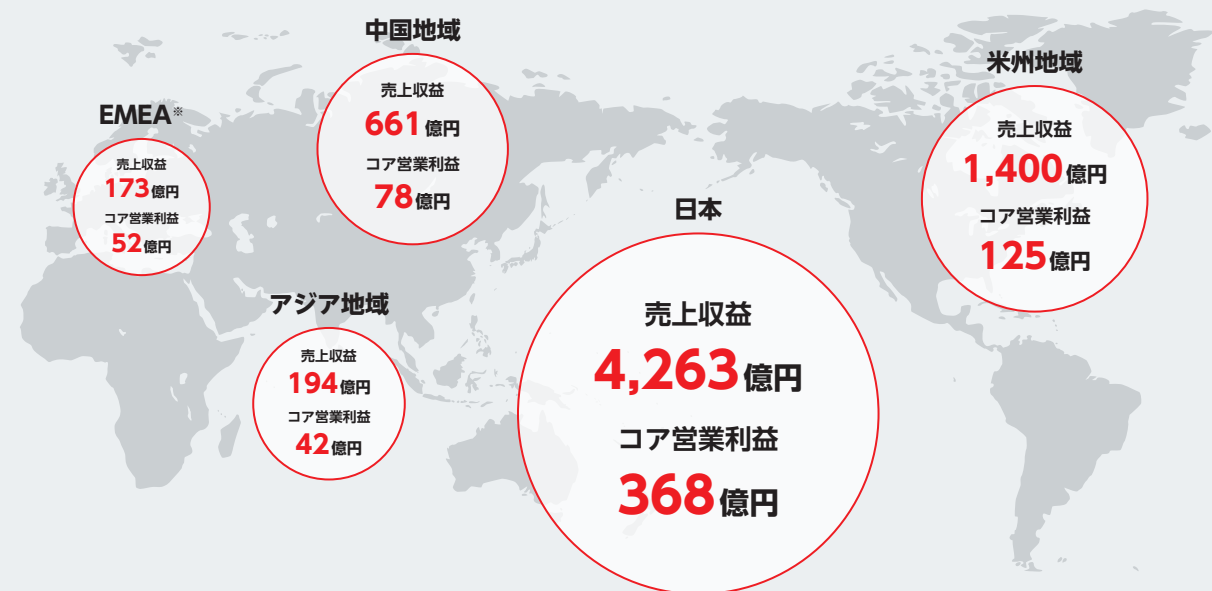 中国地域
売上収益
661億円
コア営業利益
78億円
米州地域
売上収益
1,400億円
コア営業利益
125億円
EMEA※
売上収益
173億円
コア営業利益
52億円
日本
売上収益
4,263億円
コア営業利益
368億円
アジア地域
売上収益
194億円
コア営業利益
42億円